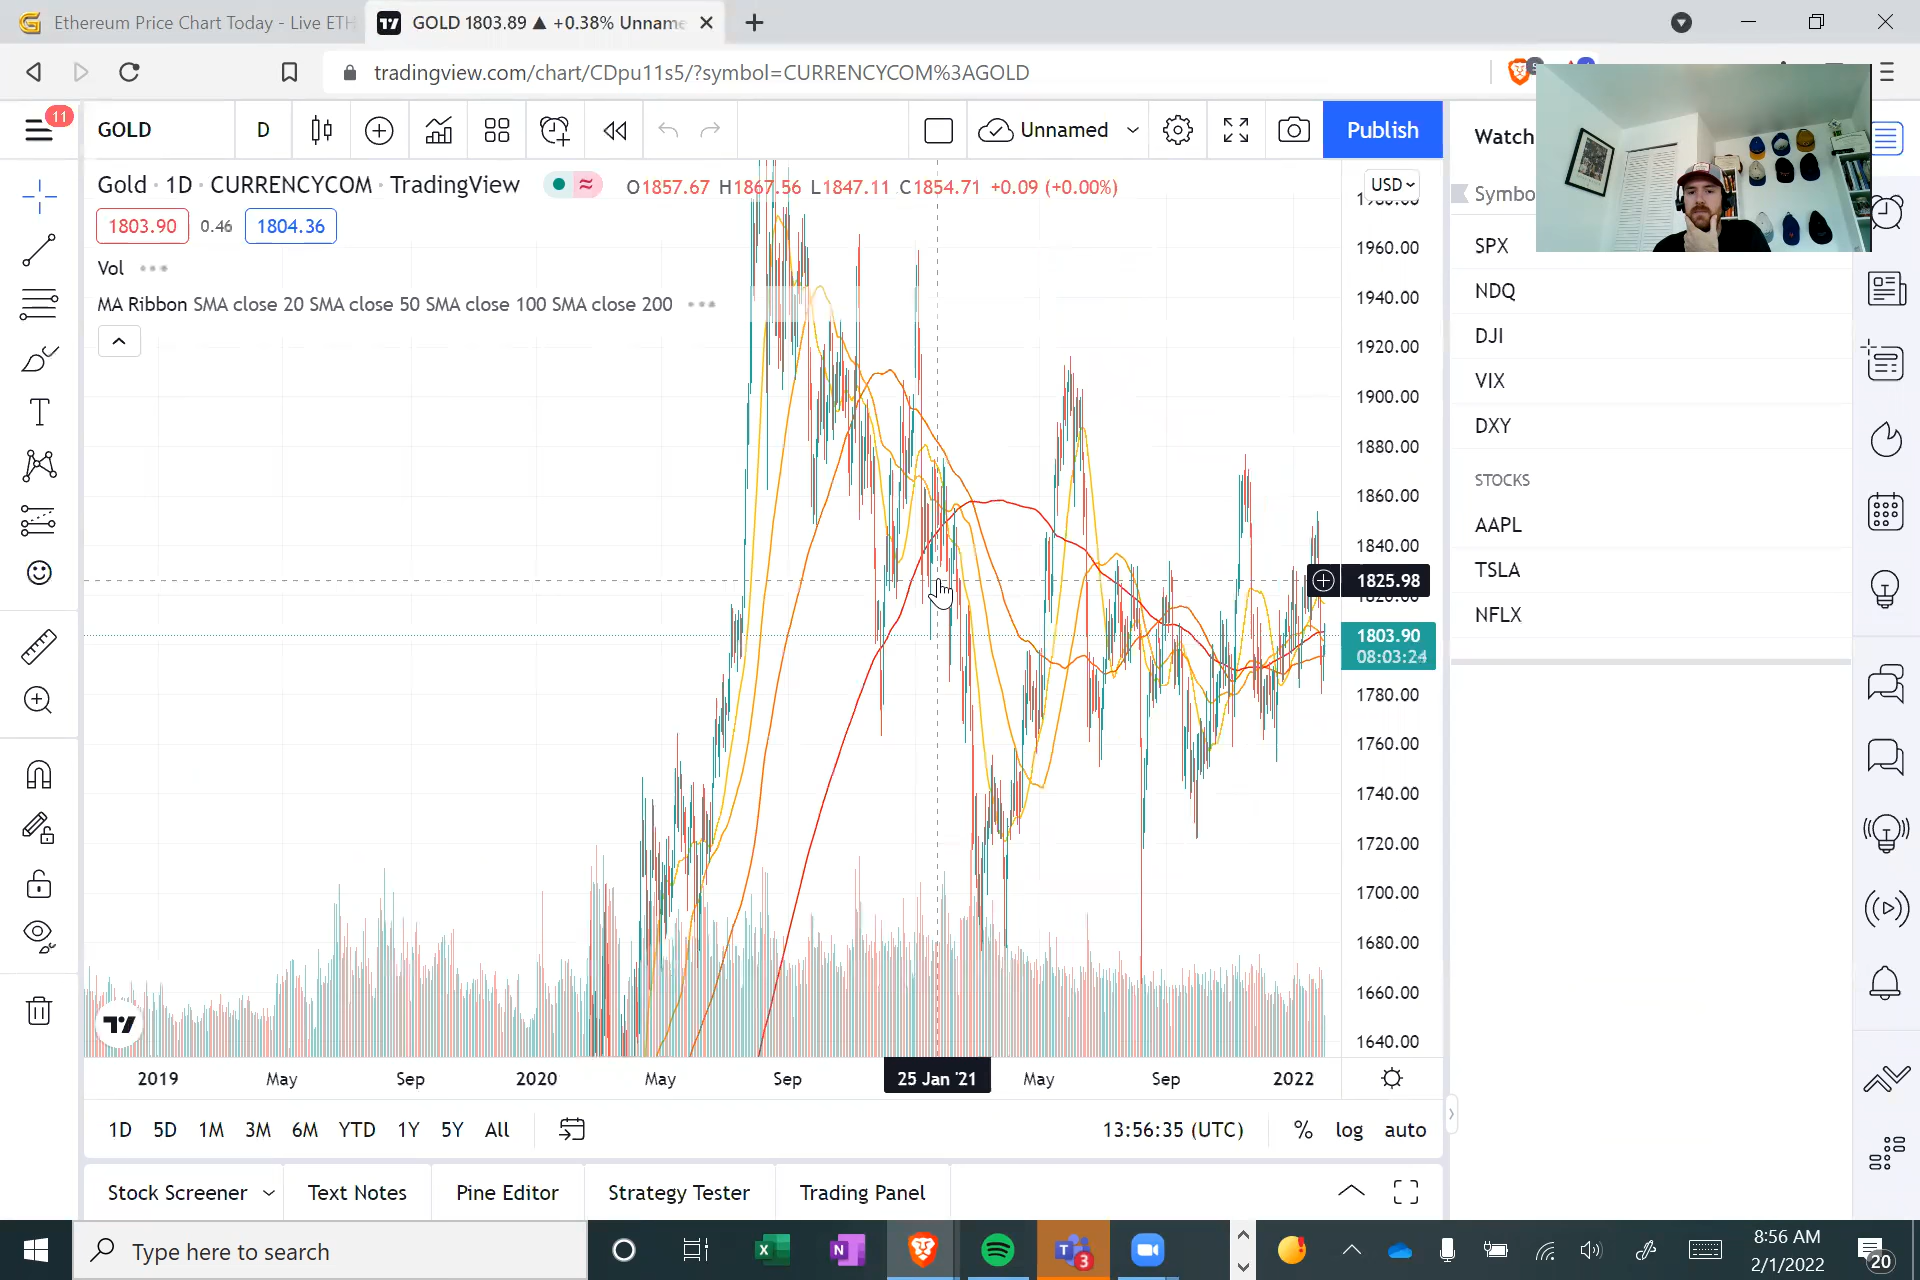 Ethereum Price Chart Today - Live ETH
GOLD 1803.89 ▲ +0.38% Unname
tradingview.com/chart/CDpu11s5/?symbol=CURRENCYCOM%3AGOLD
11
GOLD
D
Unnamed
Publish
Watch
Gold · 1D · CURRENCYCOM · TradingView
O1857.67 H1867.56 L1847.11 C1854.71 +0.09 (+0.00%)
USD
1803.90
0.46
1804.36
Vol
MA Ribbon SMA close 20 SMA close 50 SMA close 100 SMA close 200
Symbo
SPX
NDQ
DJI
VIX
DXY
STOCKS
AAPL
TSLA
NFLX
1960.00
1940.00
1920.00
1900.00
1880.00
1860.00
1840.00
1825.98
1820.00
1803.90
08:03:24
1780.00
1760.00
1740.00
1720.00
1700.00
1680.00
1660.00
1640.00
2019
May
Sep
2020
May
Sep
25 Jan '21
May
Sep
2022
1D 5D 1M 3M 6M YTD 1Y 5Y All
13:56:35 (UTC)
% log auto
Stock Screener
Text Notes
Pine Editor
Strategy Tester
Trading Panel
Type here to search
3
8:56 AM
2/1/2022
20